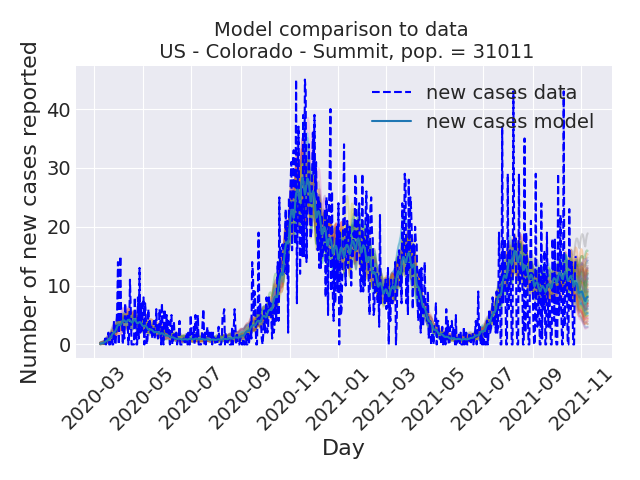 Model comparison to data
US - Colorado - Summit, pop. = 31011
Number of new cases reported
40
30
20
10
0
new cases data
new cases model
2020-03
2020-05
2020-07
2020-09
2020-11
2021-01
2021-03
2021-05
2021-07
2021-09
2021-11
Day